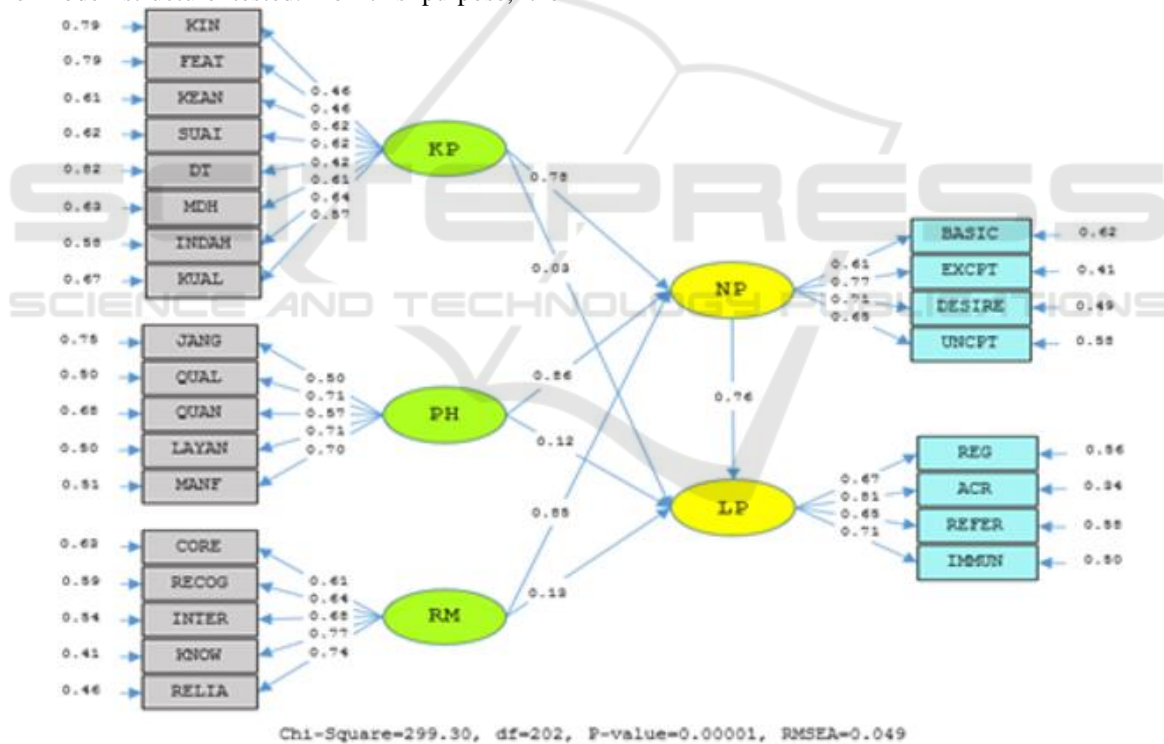 0.79 KIN
0.79 FEAT
0.61 KEAN
0.62 SUAI
0.82 DT
0.63 MDH
0.58 INDAH
0.67 KUAL
0.46
0.46
0.62
0.62
0.42
0.61
0.64
0.57
KP
0.78
0.03
SCITEPRESS
SCIENCE AND TECHNOLOGY PUBLICATIONS
NP
0.61
0.77
0.71
0.65
BASIC 0.62
EXCPT 0.41
DESIRE 0.49
UNCPT 0.58
0.75 JANG
0.50 QUAL
0.68 QUAN
0.50 LAYAN
0.51 MANF
0.50
0.71
0.57
0.71
0.70
PH
0.86
0.12
0.76
LP
0.67
0.81
0.65
0.71
REG 0.56
ACR 0.34
REFER 0.58
IMMUN 0.50
0.63 CORE
0.59 RECOG
0.54 INTER
0.41 KNOW
0.46 RELIA
0.61
0.64
0.68
0.77
0.74
RM
0.85
0.13
Chi-Square=299.30, df=202, P-value=0.00001, RMSEA=0.049